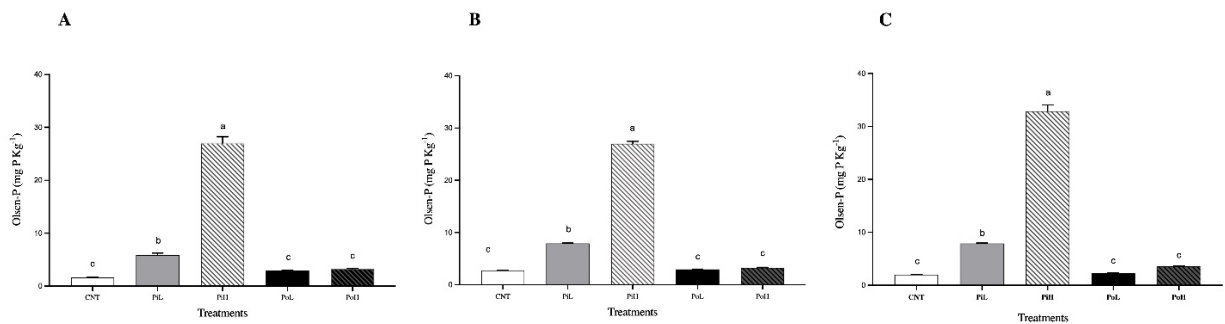 A
Olsen-P (mg P Kg-1)
40
30
20
10
0
c
b
a
c
c
CNT PiL PiH PoL PoH
Treatments
B
Olsen-P (mg P Kg-1)
40
30
20
10
0
c
b
a
c
c
CNT PiL PiH PoL PoH
Treatments
C
Olsen-P (mg P Kg-1)
40
30
20
10
0
c
b
a
c
c
CNT PiL PiH PoL PoH
Treatments